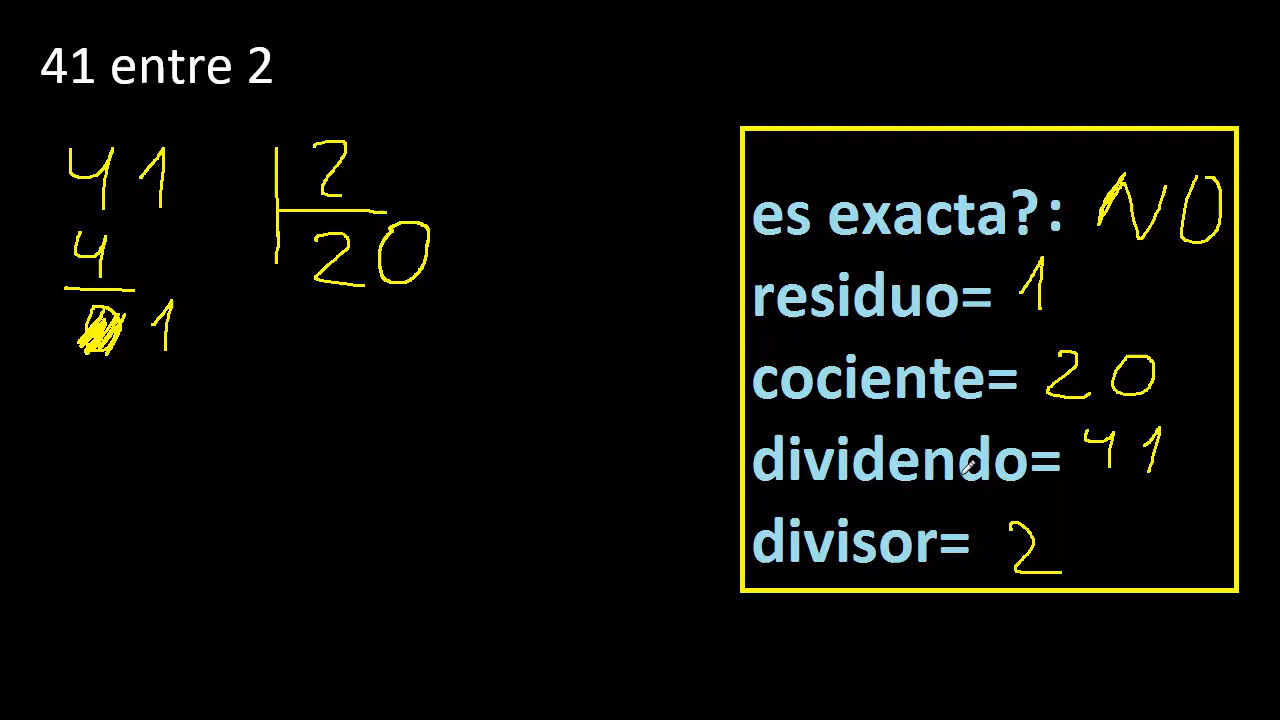 41 entre 2
41 2
4 20
1
es exacta?: NO
residuo= 1
cociente= 20
dividendo= 41
divisor= 2